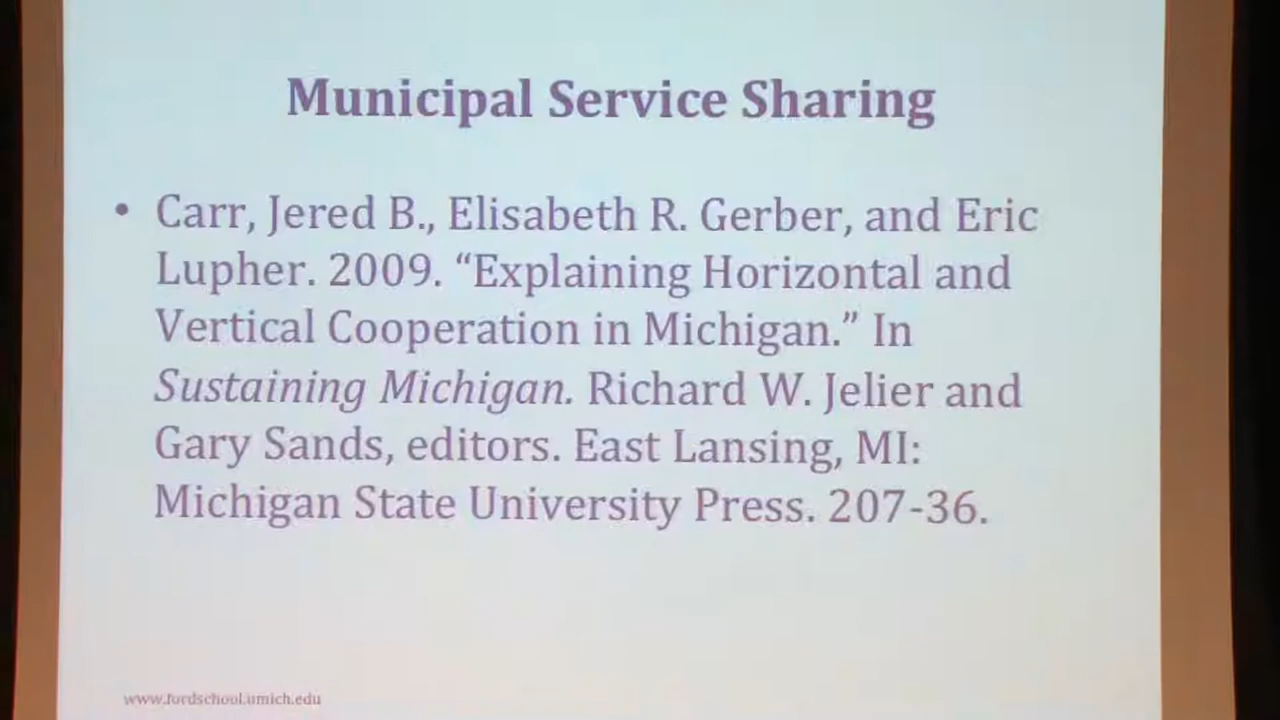 Municipal Service Sharing
• Carr, Jered B., Elisabeth R. Gerber, and Eric
Lupher. 2009. “Explaining Horizontal and
Vertical Cooperation in Michigan.” In
Sustaining Michigan. Richard W. Jelier and
Gary Sands, editors. East Lansing, MI:
Michigan State University Press. 207-36.
www.fordschool.umich.edu